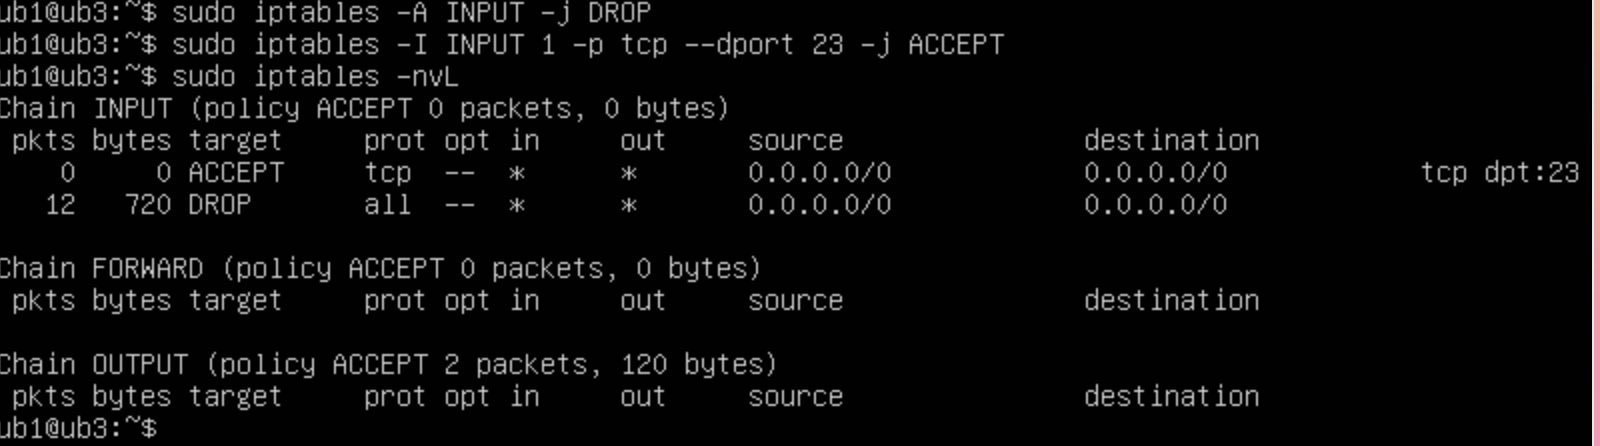 ub1@ub3:~$ sudo iptables -A INPUT -j DROP
ub1@ub3:~$ sudo iptables -I INPUT 1 -p tcp --dport 23 -j ACCEPT
ub1@ub3:~$ sudo iptables -nvL
Chain INPUT (policy ACCEPT 0 packets, 0 bytes)
 pkts bytes target     prot opt in     out     source               destination
    0     0 ACCEPT     tcp  --  *      *       0.0.0.0/0            0.0.0.0/0            tcp dpt:23
   12   720 DROP       all  --  *      *       0.0.0.0/0            0.0.0.0/0

Chain FORWARD (policy ACCEPT 0 packets, 0 bytes)
 pkts bytes target     prot opt in     out     source               destination

Chain OUTPUT (policy ACCEPT 2 packets, 120 bytes)
 pkts bytes target     prot opt in     out     source               destination
ub1@ub3:~$